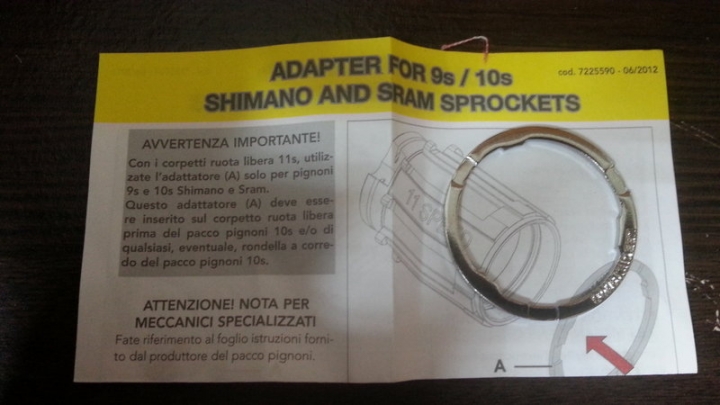 ADAPTER FOR 9s / 10s
SHIMANO AND SRAM SPROCKETS
cod. 7225590 - 06/2012
AVVERTENZA IMPORTANTE!
Con i corpetti ruota libera 11s, utiliz-
zate l'adattatore (A) solo per pignoni
9s e 10s Shimano e Sram.
Questo adattatore (A) deve esse-
re inserito sul corpetto ruota libera
prima del pacco pignoni 10s e/o di
qualsiasi, eventuale, rondella a corre-
do del pacco pignoni 10s.
ATTENZIONE! NOTA PER
MECCANICI SPECIALIZZATI
Fate riferimento al foglio istruzioni forni-
to dal produttore del pacco pignoni.
11 SPEED
A